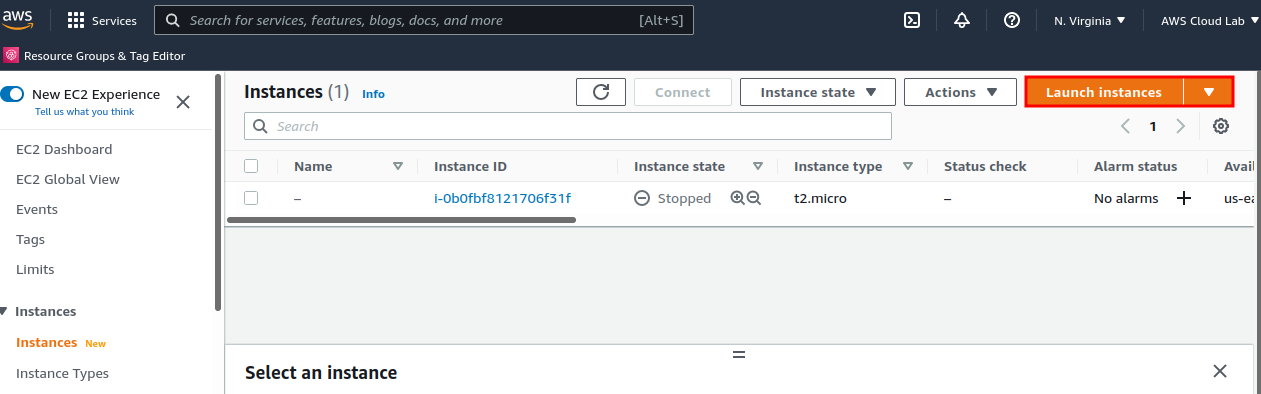 aws Services Search for services, features, blogs, docs, and more [Alt+S] N. Virginia AWS Cloud Lab
Resource Groups & Tag Editor
New EC2 Experience
Tell us what you think
EC2 Dashboard
EC2 Global View
Events
Tags
Limits
Instances
Instances New
Instance Types
Instances (1) Info Connect Instance state Actions Launch instances
Search 1
Name Instance ID Instance state Instance type Status check Alarm status Avai
– i-0b0fbf8121706f31f Stopped t2.micro – No alarms us-ea
Select an instance